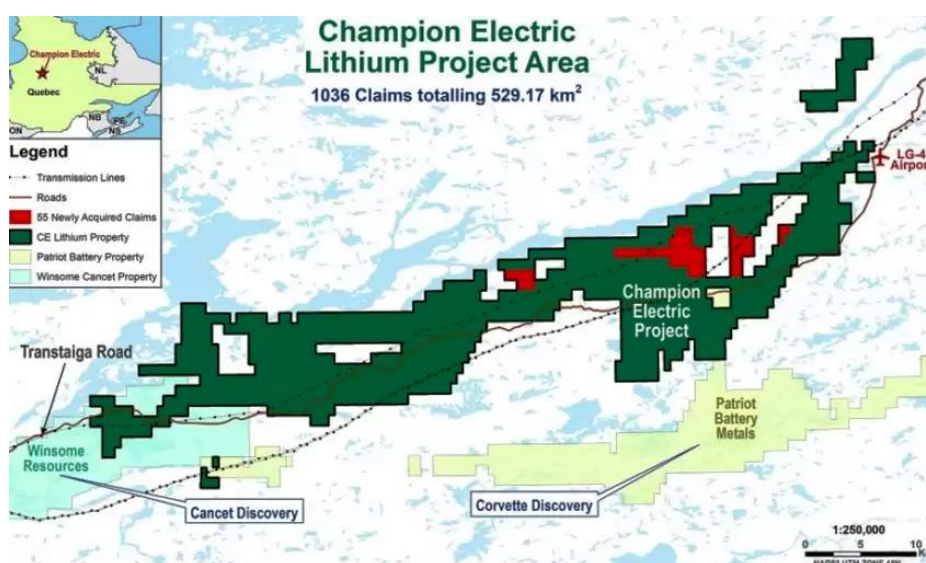 Champion Electric
Lithium Project Area
1036 Claims totalling 529.17 km²
Champion Electric
NL
Quebec
ON
NB
PE
NS
Legend
Transmission Lines
Roads
55 Newly Acquired Claims
CE Lithium Property
Patriot Battery Property
Winsome Cancet Property
LG-4
Airport
Champion
Electric
Project
Transtaiga Road
Patriot
Battery
Metals
Winsome
Resources
Cancet Discovery
Corvette Discovery
1:250,000
0 5 10